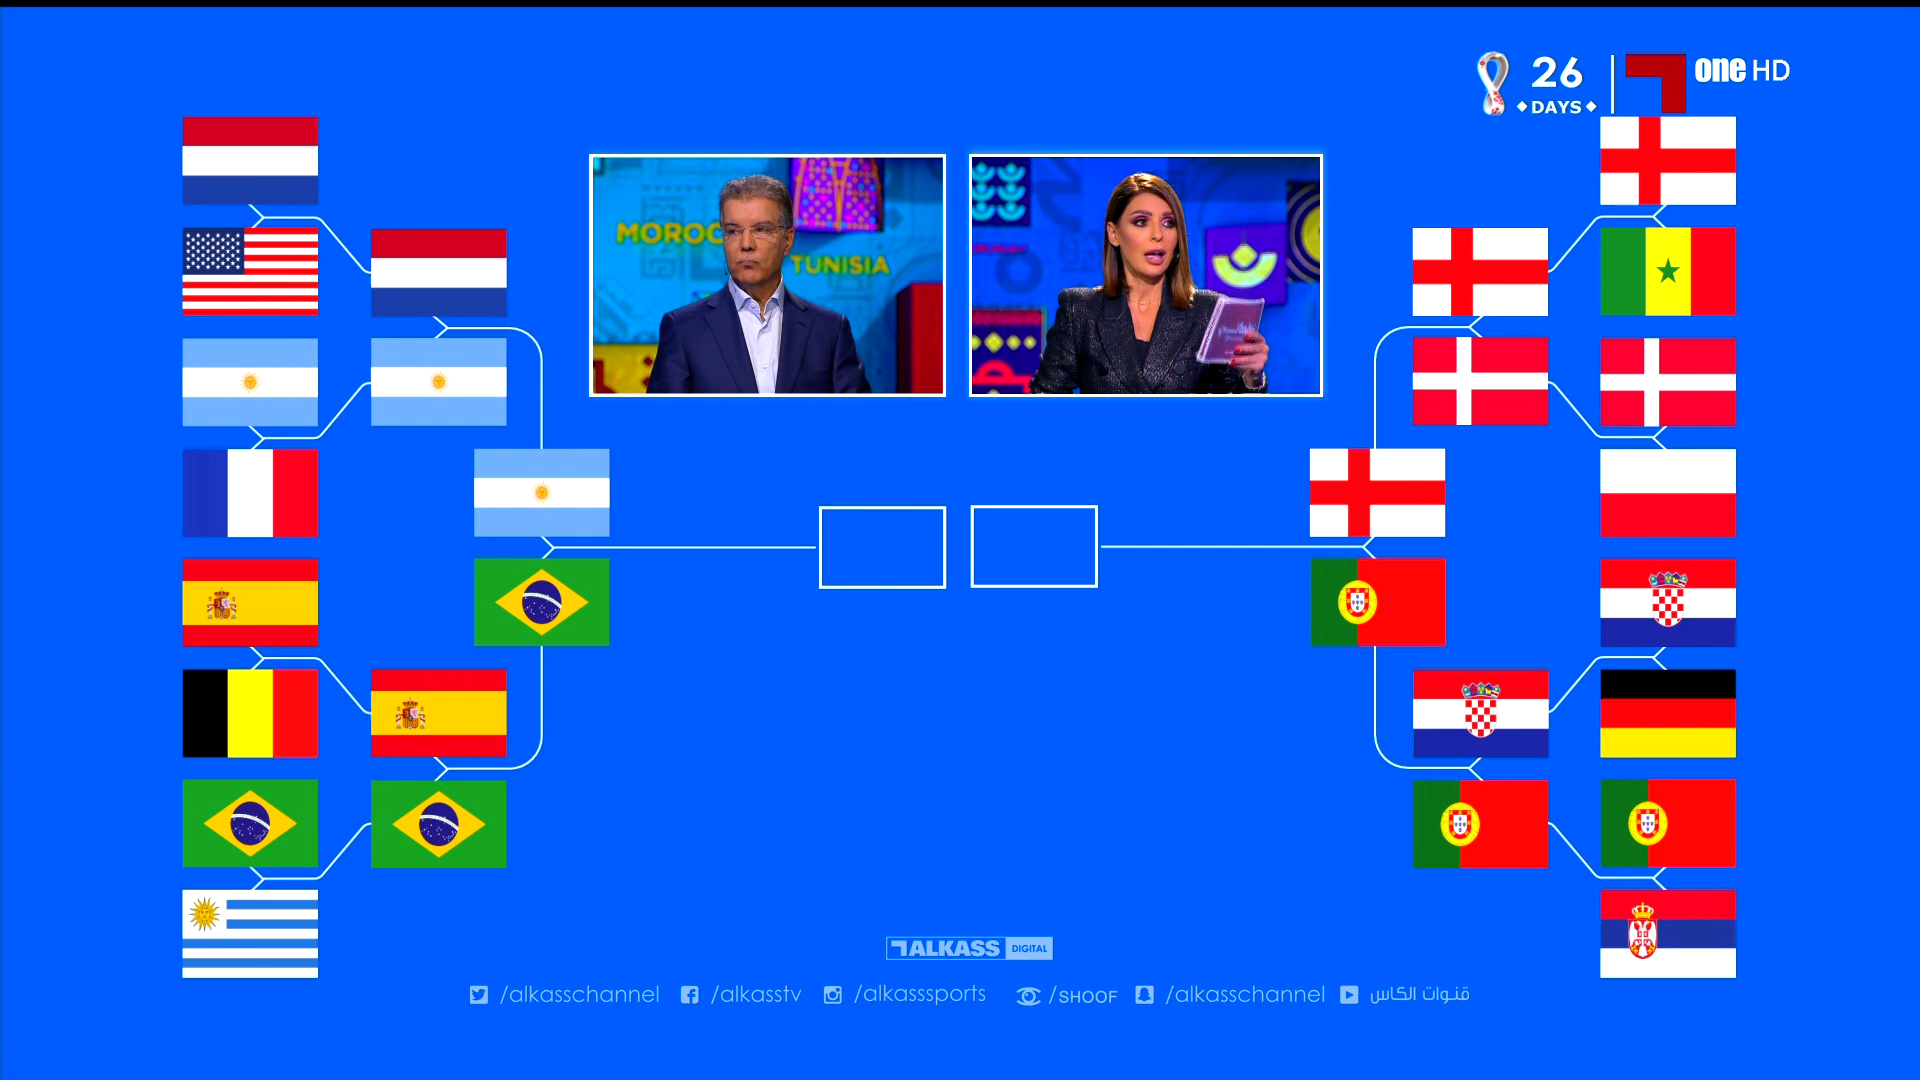 26
DAYS
one HD
MOROC
TUNISIA
ALKASS DIGITAL
/alkasschannel
/alkasstv
/alkasssports
/SHOOF
/alkasschannel
قنوات الكاس